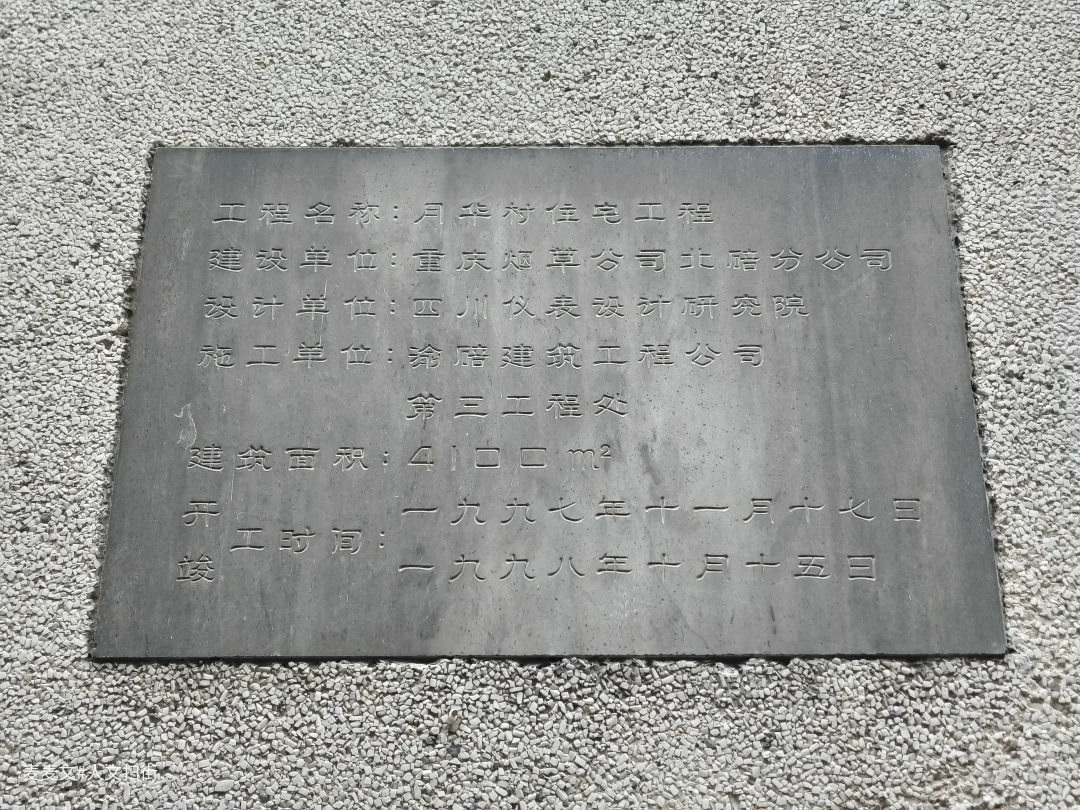 工程名称:月华村住宅工程
建设单位:重庆烟草公司北碚分公司
设计单位:四川仪表设计研究院
施工单位:渝碚建筑工程公司
第三工程处
建筑面积:4100 m²
开 一九九七年十一月十七日
工时间:
竣 一九九八年十月十五日